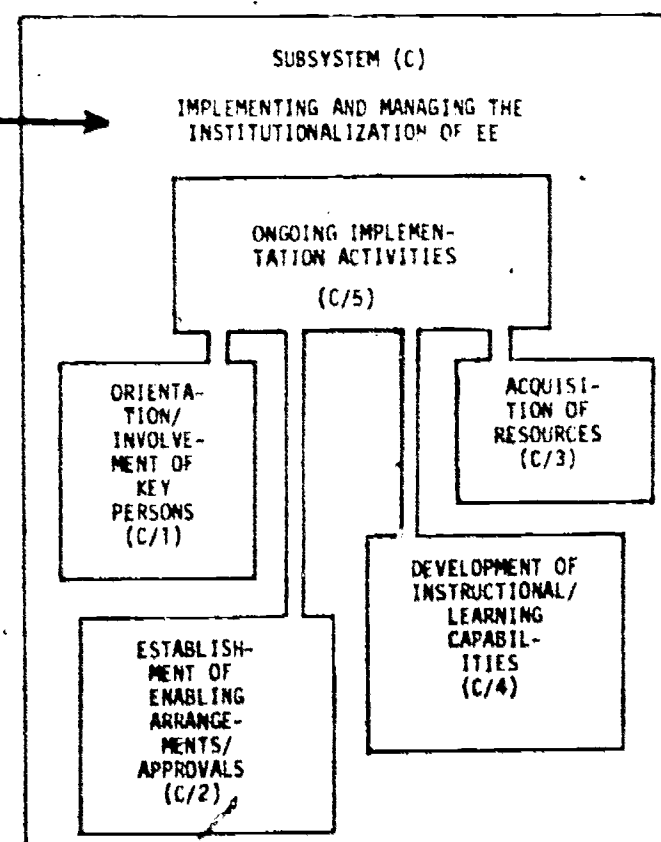 SUBSYSTEM (C)
IMPLEMENTING AND MANAGING THE
INSTITUTIONALIZATION OF EE
ONGOING IMPLEMEN-
TATION ACTIVITIES
(C/5)
ORIENTA-
TION/
INVOLVE-
MENT OF
KEY
PERSONS
(C/1)
ACQUISI-
TION OF
RESOURCES
(C/3)
ESTABLISH-
MENT OF
ENABLING
ARRANGE-
MENTS/
APPROVALS
(C/2)
DEVELOPMENT OF
INSTRUCTIONAL/
LEARNING
CAPABIL-
ITIES
(C/4)